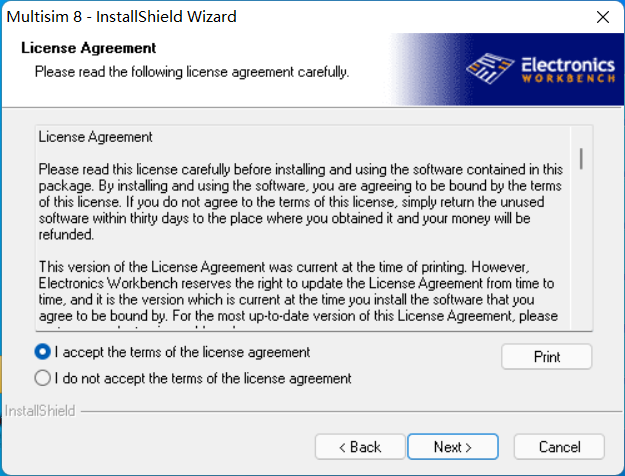 Multisim 8 - InstallShield Wizard
License Agreement
Please read the following license agreement carefully.
Electronics
WORKBENCH
License Agreement
Please read this license carefully before installing and using the software contained in this
package. By installing and using the software, you are agreeing to be bound by the terms
of this license. If you do not agree to the terms of this license, simply return the unused
software within thirty days to the place where you obtained it and your money will be
refunded.
This version of the License Agreement was current at the time of printing. However,
Electronics Workbench reserves the right to update the License Agreement from time to
time, and it is the version which is current at the time you install the software that you
agree to be bound by. For the most up-to-date version of this License Agreement, please
I accept the terms of the license agreement
Print
I do not accept the terms of the license agreement
InstallShield
< Back
Next >
Cancel